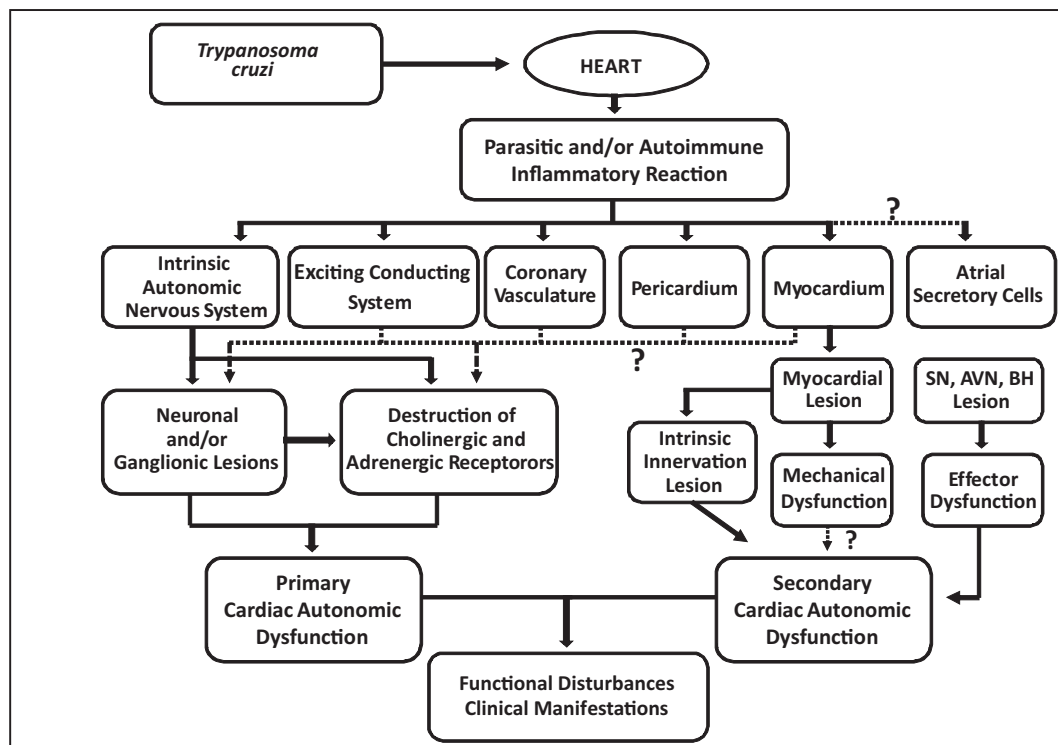 Trypanosoma
cruzi
HEART
Parasitic and/or Autoimmune
Inflammatory Reaction
?
Intrinsic
Autonomic
Nervous System
Exciting Conducting
System
Coronary
Vasculature
Pericardium
Myocardium
Atrial
Secretory Cells
?
Neuronal
and/or
Ganglionic Lesions
Destruction of
Cholinergic and
Adrenergic Receptorors
Myocardial
Lesion
SN, AVN, BH
Lesion
Intrinsic
Innervation
Lesion
Mechanical
Dysfunction
Effector
Dysfunction
?
Primary
Cardiac Autonomic
Dysfunction
Secondary
Cardiac Autonomic
Dysfunction
Functional Disturbances
Clinical Manifestations